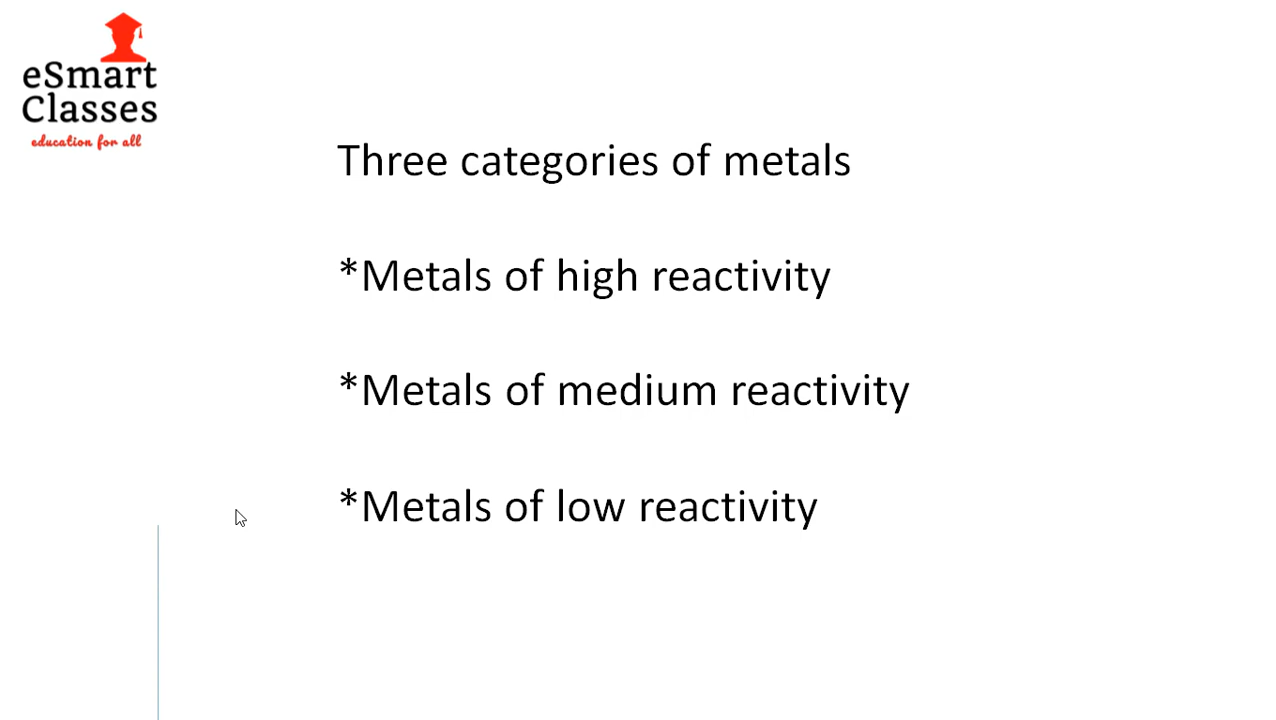 eSmart
Classes
education for all
Three categories of metals
*Metals of high reactivity
*Metals of medium reactivity
*Metals of low reactivity